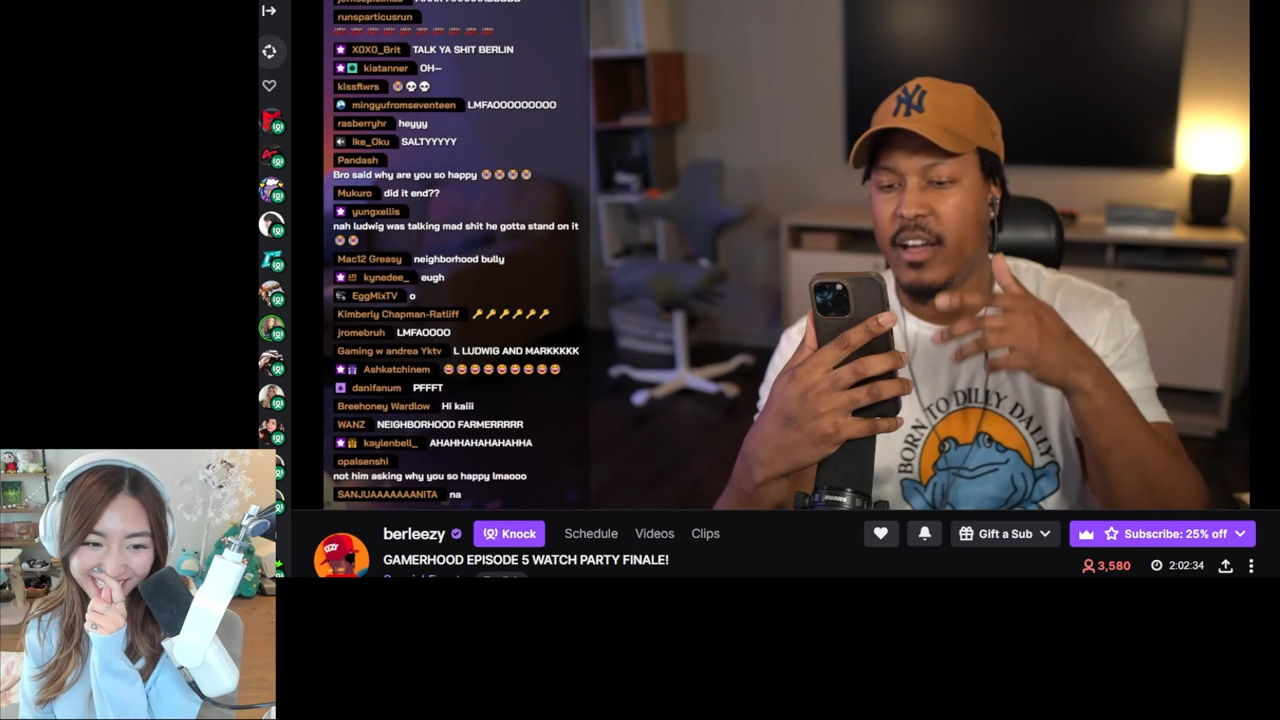 runsparticusrun
XOXO_Brit TALK YA SHIT BERLIN
kiatanner OH—
kissflwrs
mingyufromseventeen LMFAOOOOOOOOO
rasberryhr heyyy
Ike_Oku SALTYYYYY
Pandash
Bro said why are you so happy
Mukuro did it end??
yungxellis
nah ludwig was talking mad shit he gotta stand on it
Mac12 Greasy neighborhood bully
kynedee_ eugh
EggMixTV o
Kimberly Chapman-Ratliff
jromebruh LMFAOOOO
Gaming w andrea Yktv L LUDWIG AND MARKKKKK
Ashkatchinem
danifanum PFFFT
Breehoney Wardlow Hi kaiii
WANZ NEIGHBORHOOD FARMERRRRR
kaylenbell_ AHAHHAHAHAHAHHA
opalsenshi
not him asking why you so happy lmaooo
SANJUAAAAAAANITA na
NY
BORN TO DILLY DALLY
berleezy Knock Schedule Videos Clips Gift a Sub Subscribe: 25% off
GAMERHOOD EPISODE 5 WATCH PARTY FINALE!
3,580 2:02:34